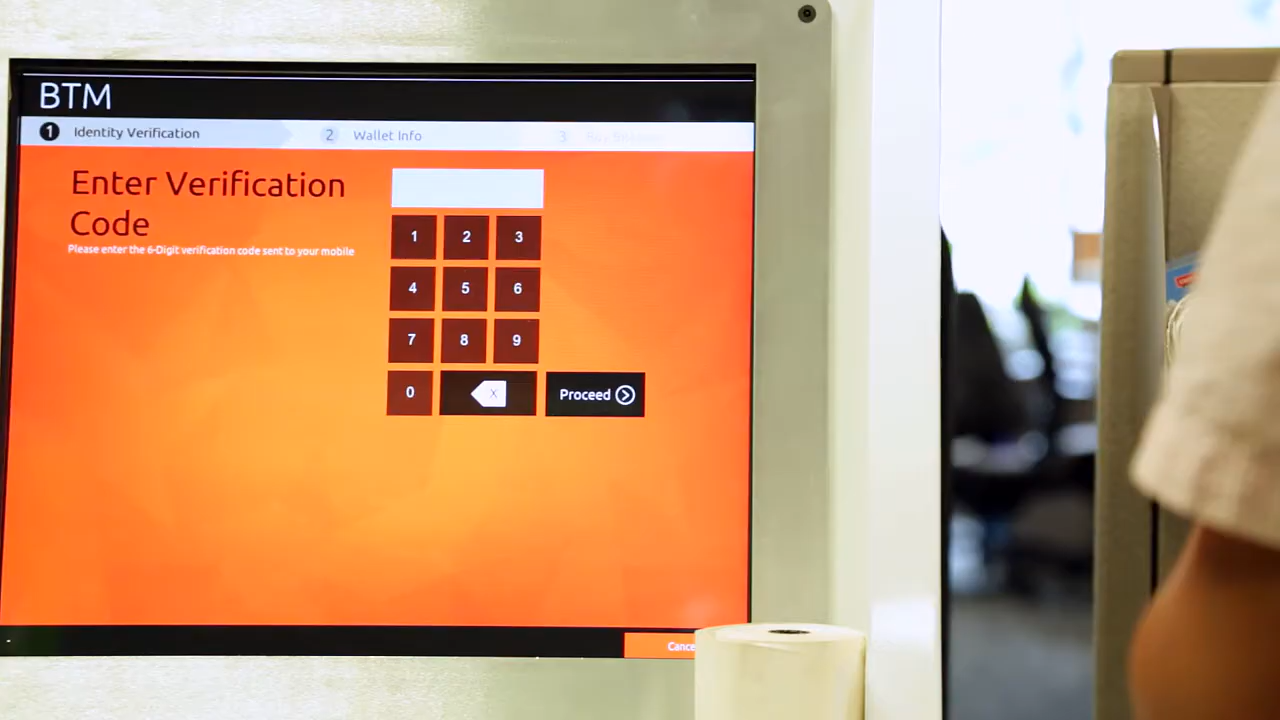 BTM
1 Identity Verification
2 Wallet Info
3 Buy Bitcoin
Enter Verification
Code
Please enter the 6-Digit verification code sent to your mobile
1 2 3
4 5 6
7 8 9
0 X Proceed
Cance